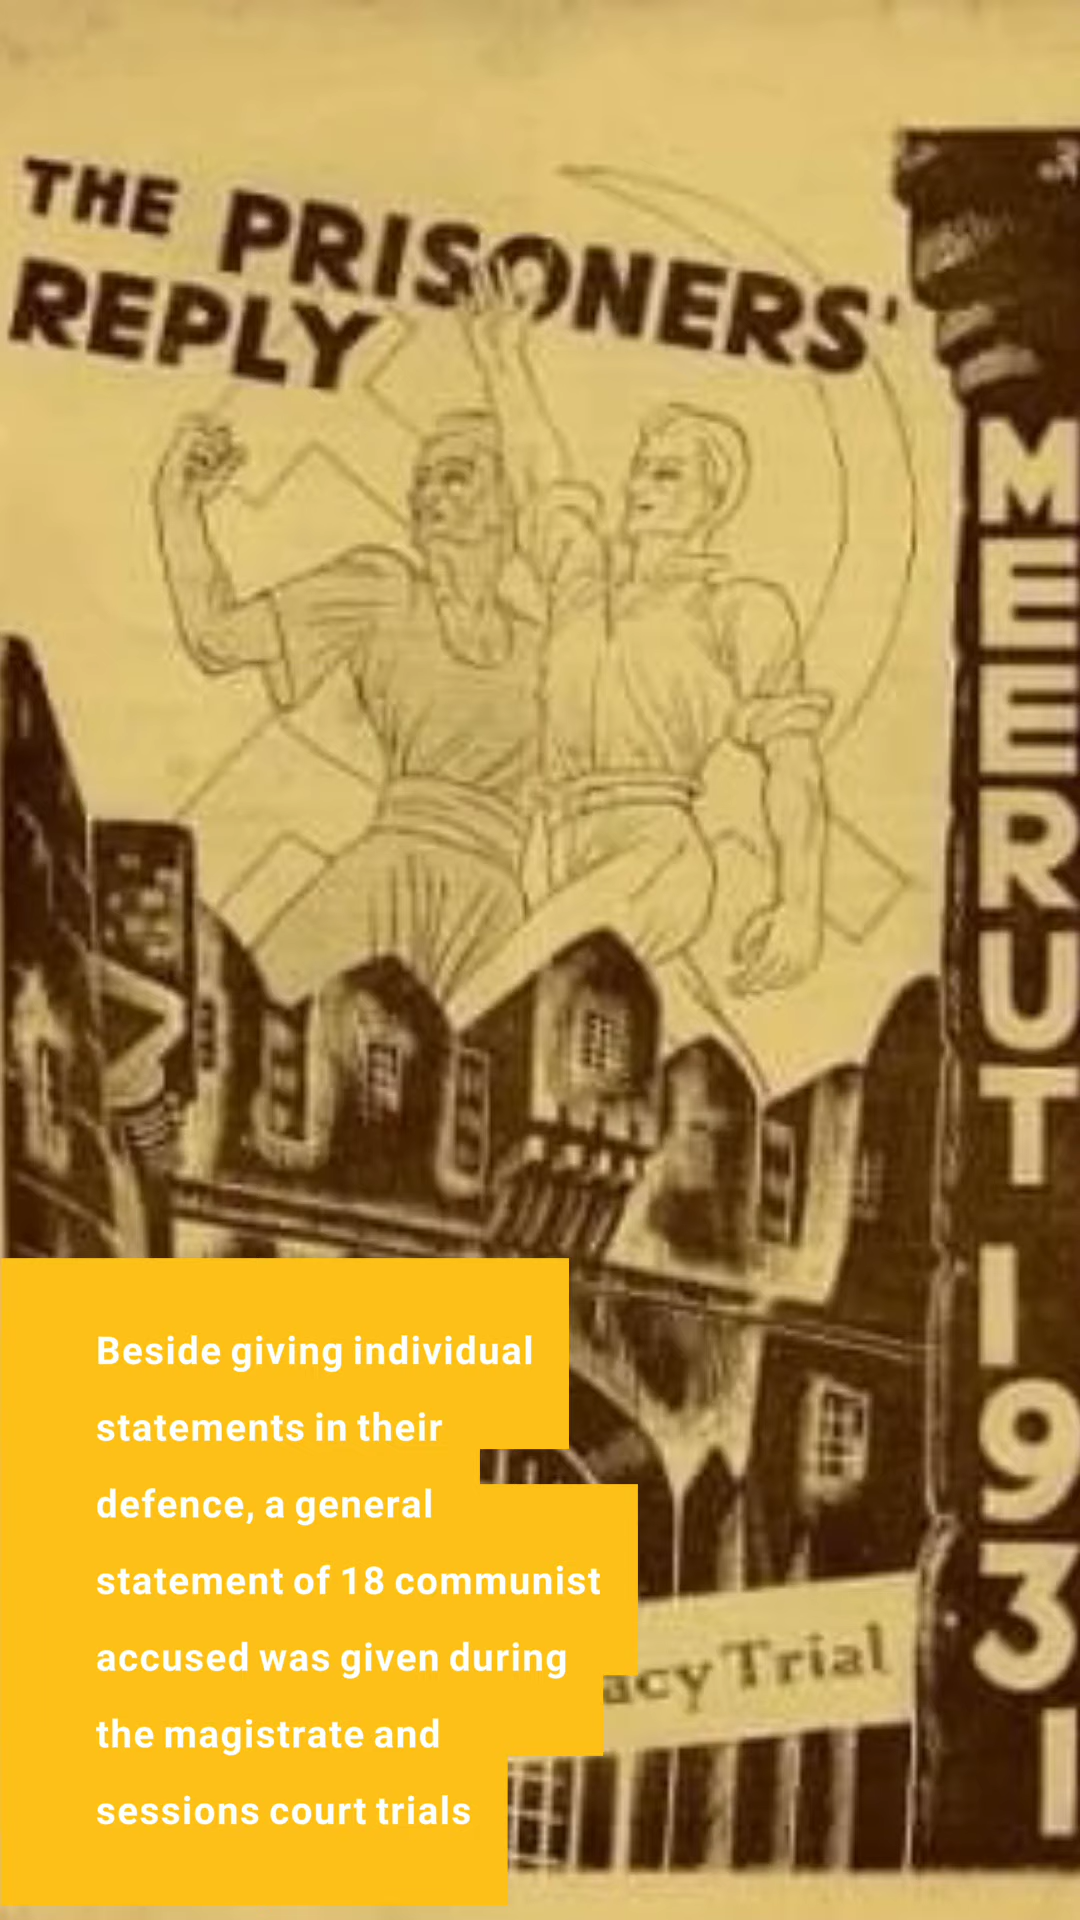 THE PRISONERS'
REPLY
MEERUT 1931
Beside giving individual
statements in their
defence, a general
statement of 18 communist
accused was given during
the magistrate and
sessions court trials
acy Trial